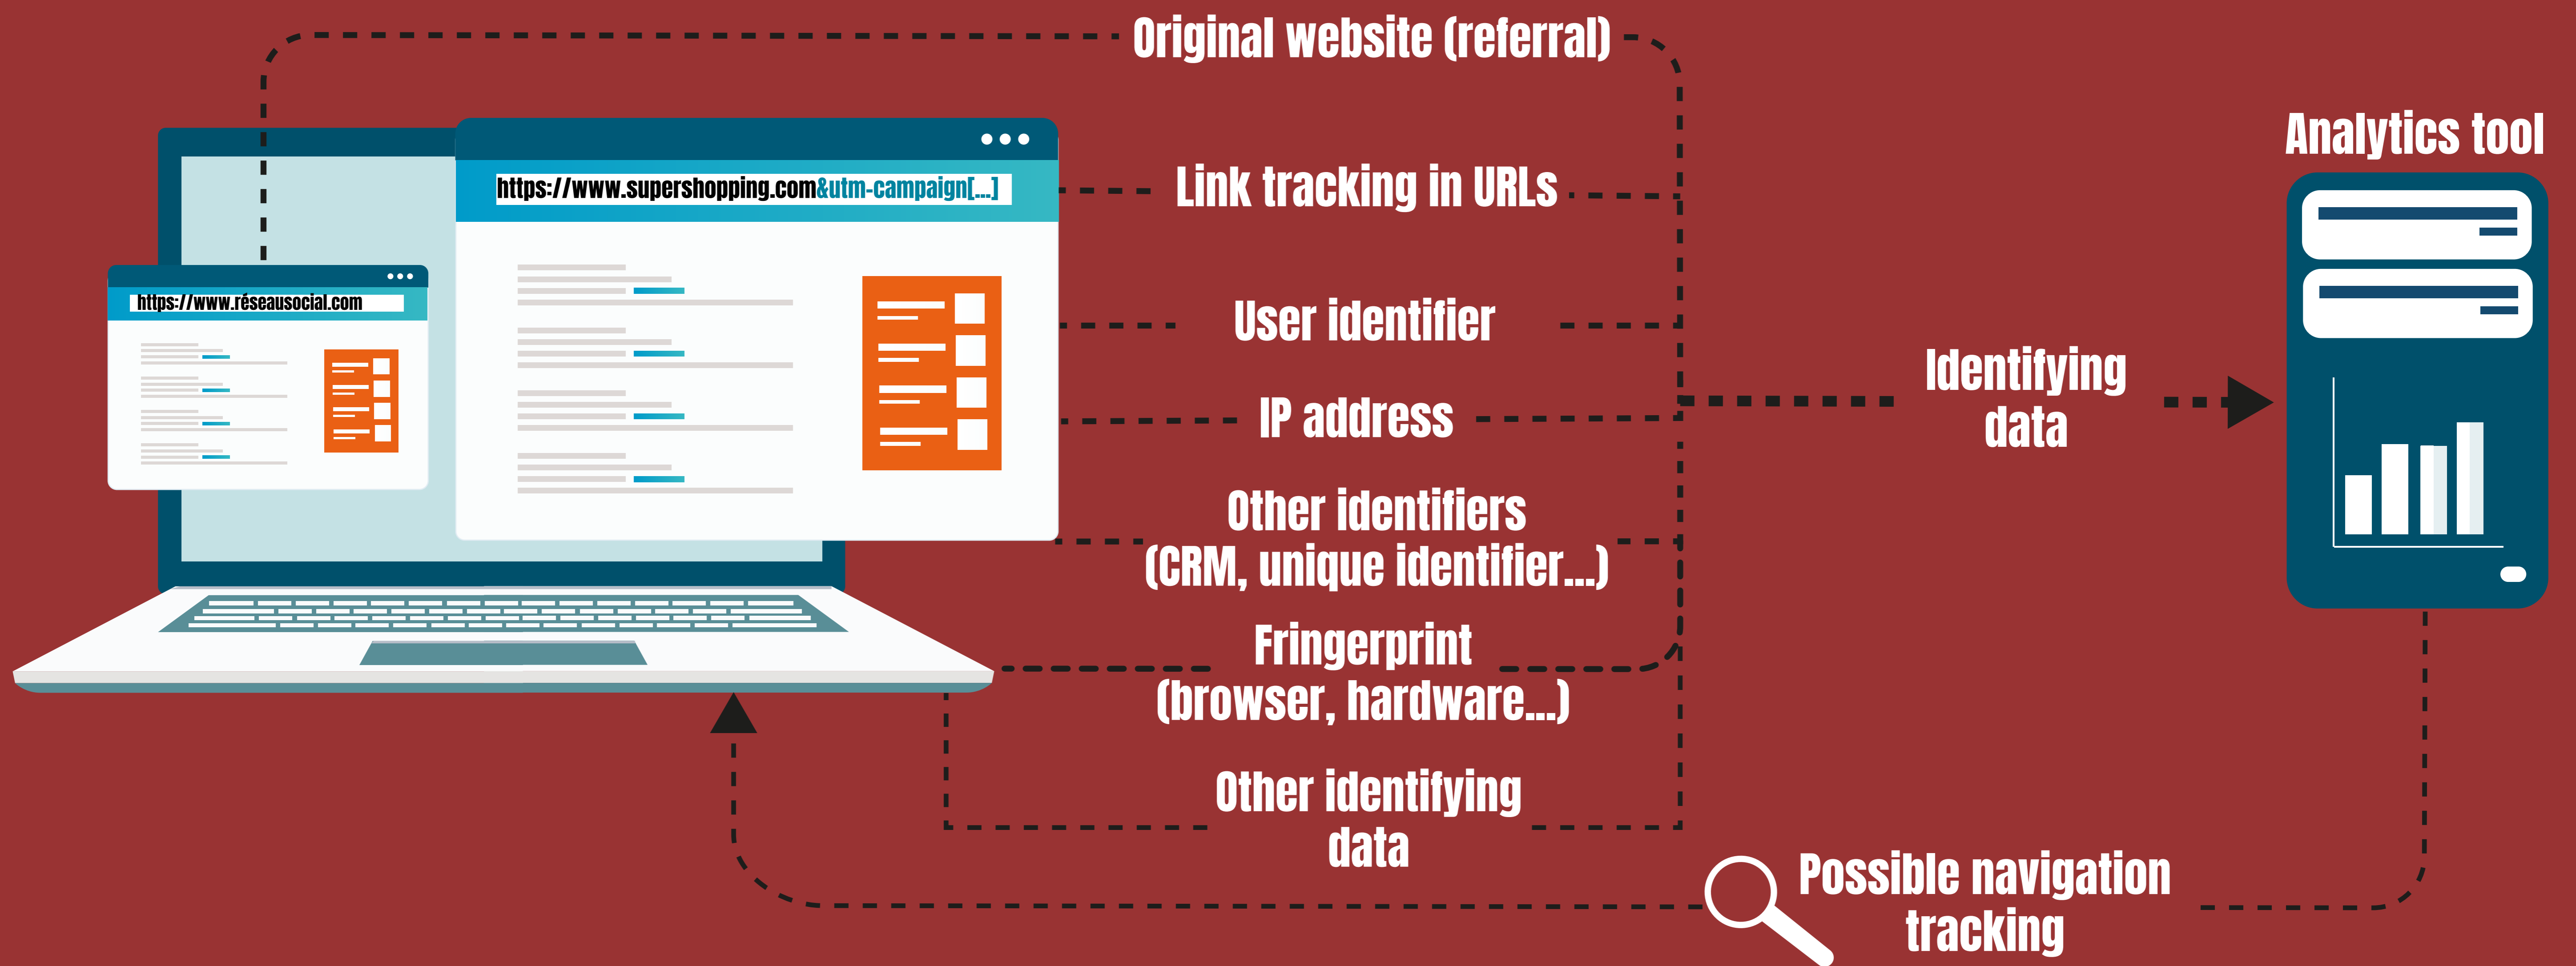 Original website (referral)
Analytics tool
https://www.supershopping.com&utm-campaign[...]
Link tracking in URLs
https://www.réseausocial.com
User identifier
IP address
Identifying
data
Other identifiers
(CRM, unique identifier...)
Fringerprint
(browser, hardware...)
Other identifying
data
Possible navigation
tracking